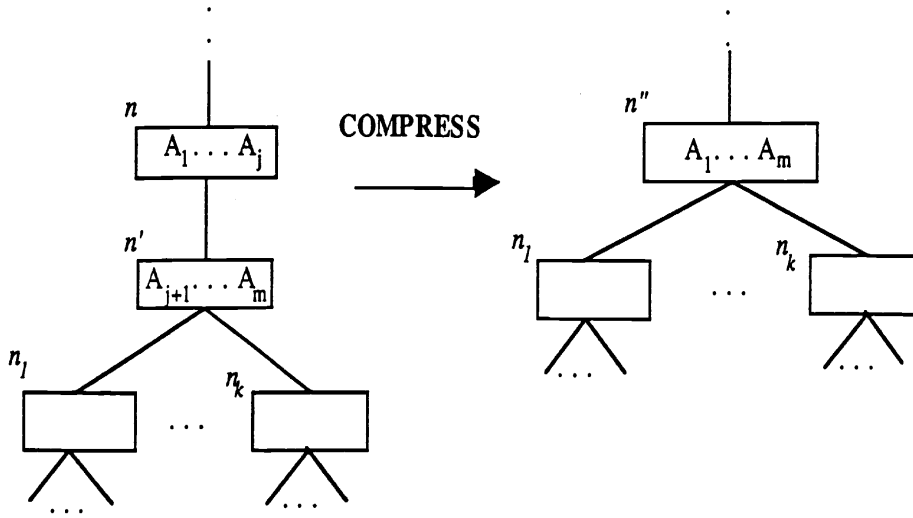 n
A₁ . . . Aⱼ
n'
Aⱼ₊₁ . . . Aₘ
n₁
nₖ
. . .
. . .
. . .
COMPRESS
n"
A₁ . . . Aₘ
n₁
nₖ
. . .
. . .
. . .